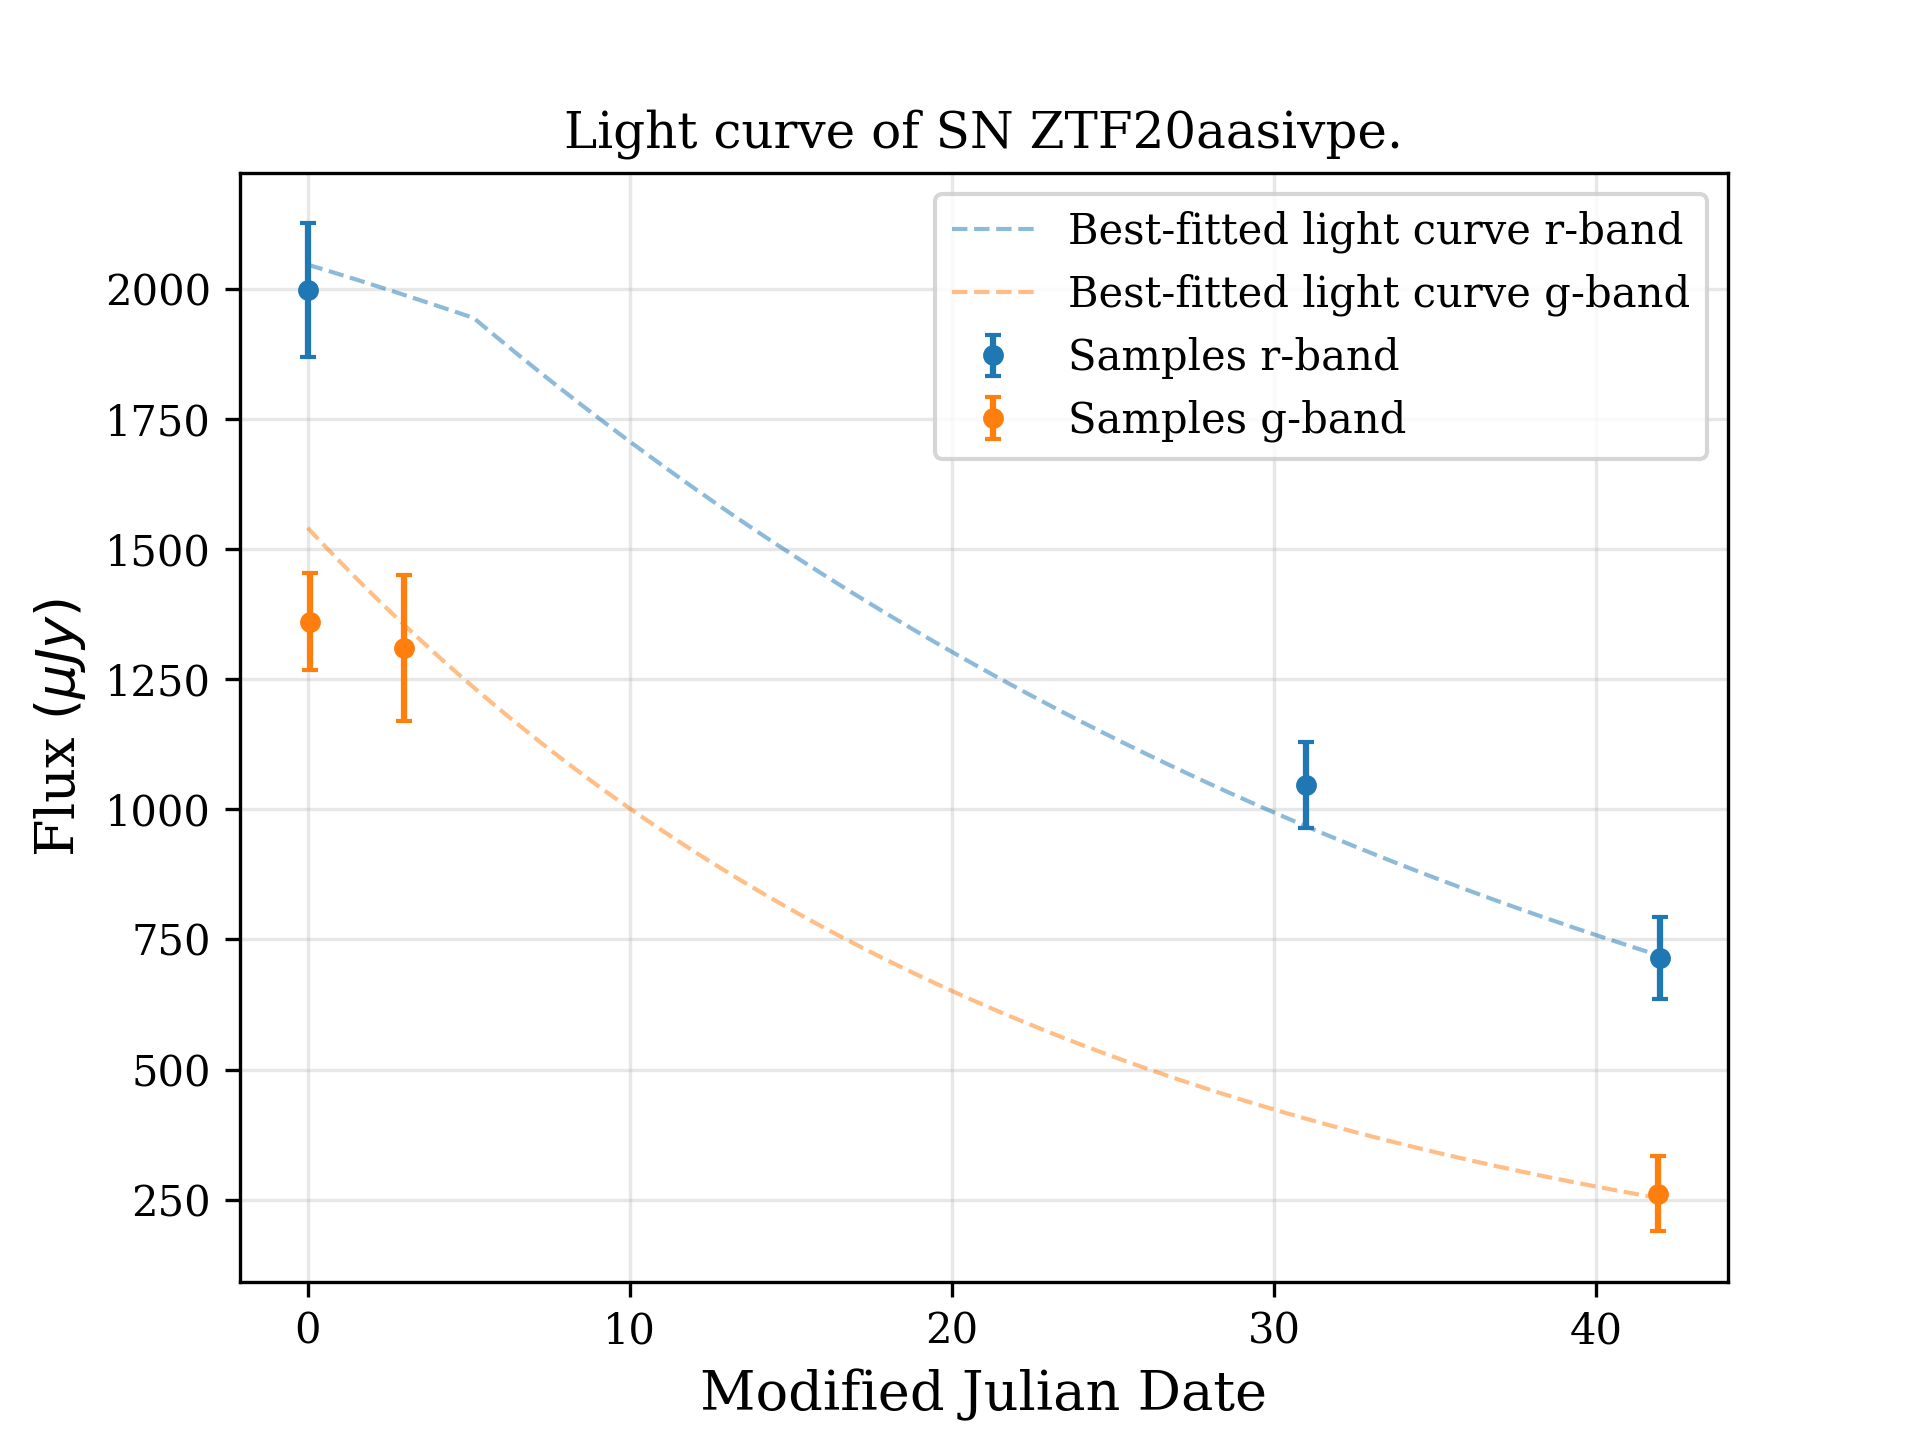 Light curve of SN ZTF20aasivpe.
Best-fitted light curve r-band
Best-fitted light curve g-band
Samples r-band
Samples g-band
Flux (μJy)
2000
1750
1500
1250
1000
750
500
250
0 10 20 30 40
Modified Julian Date